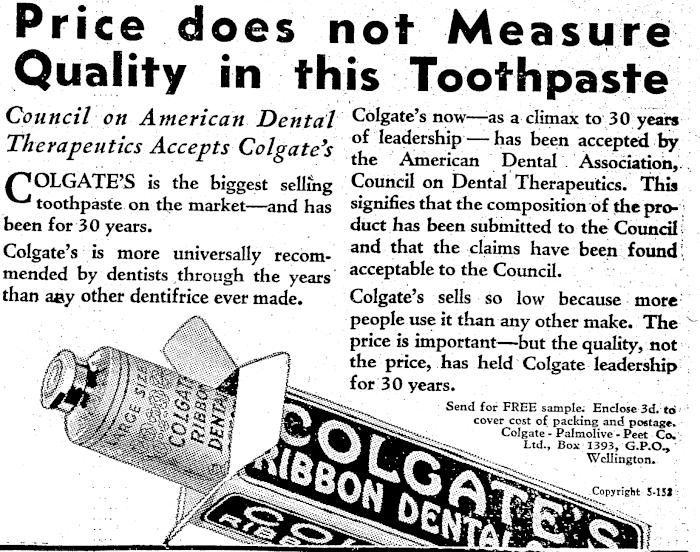 Price does not Measure
Quality in this Toothpaste
Council on American Dental
Therapeutics Accepts Colgate's
COLGATE'S is the biggest selling
toothpaste on the market—and has
been for 30 years.
Colgate's is more universally recom-
mended by dentists through the years
than any other dentifrice ever made.
Colgate's now—as a climax to 30 years
of leadership — has been accepted by
the American Dental Association,
Council on Dental Therapeutics. This
signifies that the composition of the pro-
duct has been submitted to the Council
and that the claims have been found
acceptable to the Council.
Colgate's sells so low because more
people use it than any other make. The
price is important—but the quality, not
the price, has held Colgate leadership
for 30 years.
Send for FREE sample. Enclose 3d. to
cover cost of packing and postage.
Colgate - Palmolive - Peet Co.
Ltd., Box 1393, G.P.O.,
Wellington.
Copyright 5-152
LARGE SIZE
COLGATE
RIBBON
DENTAL
COLGATE'S
RIBBON DENTAL